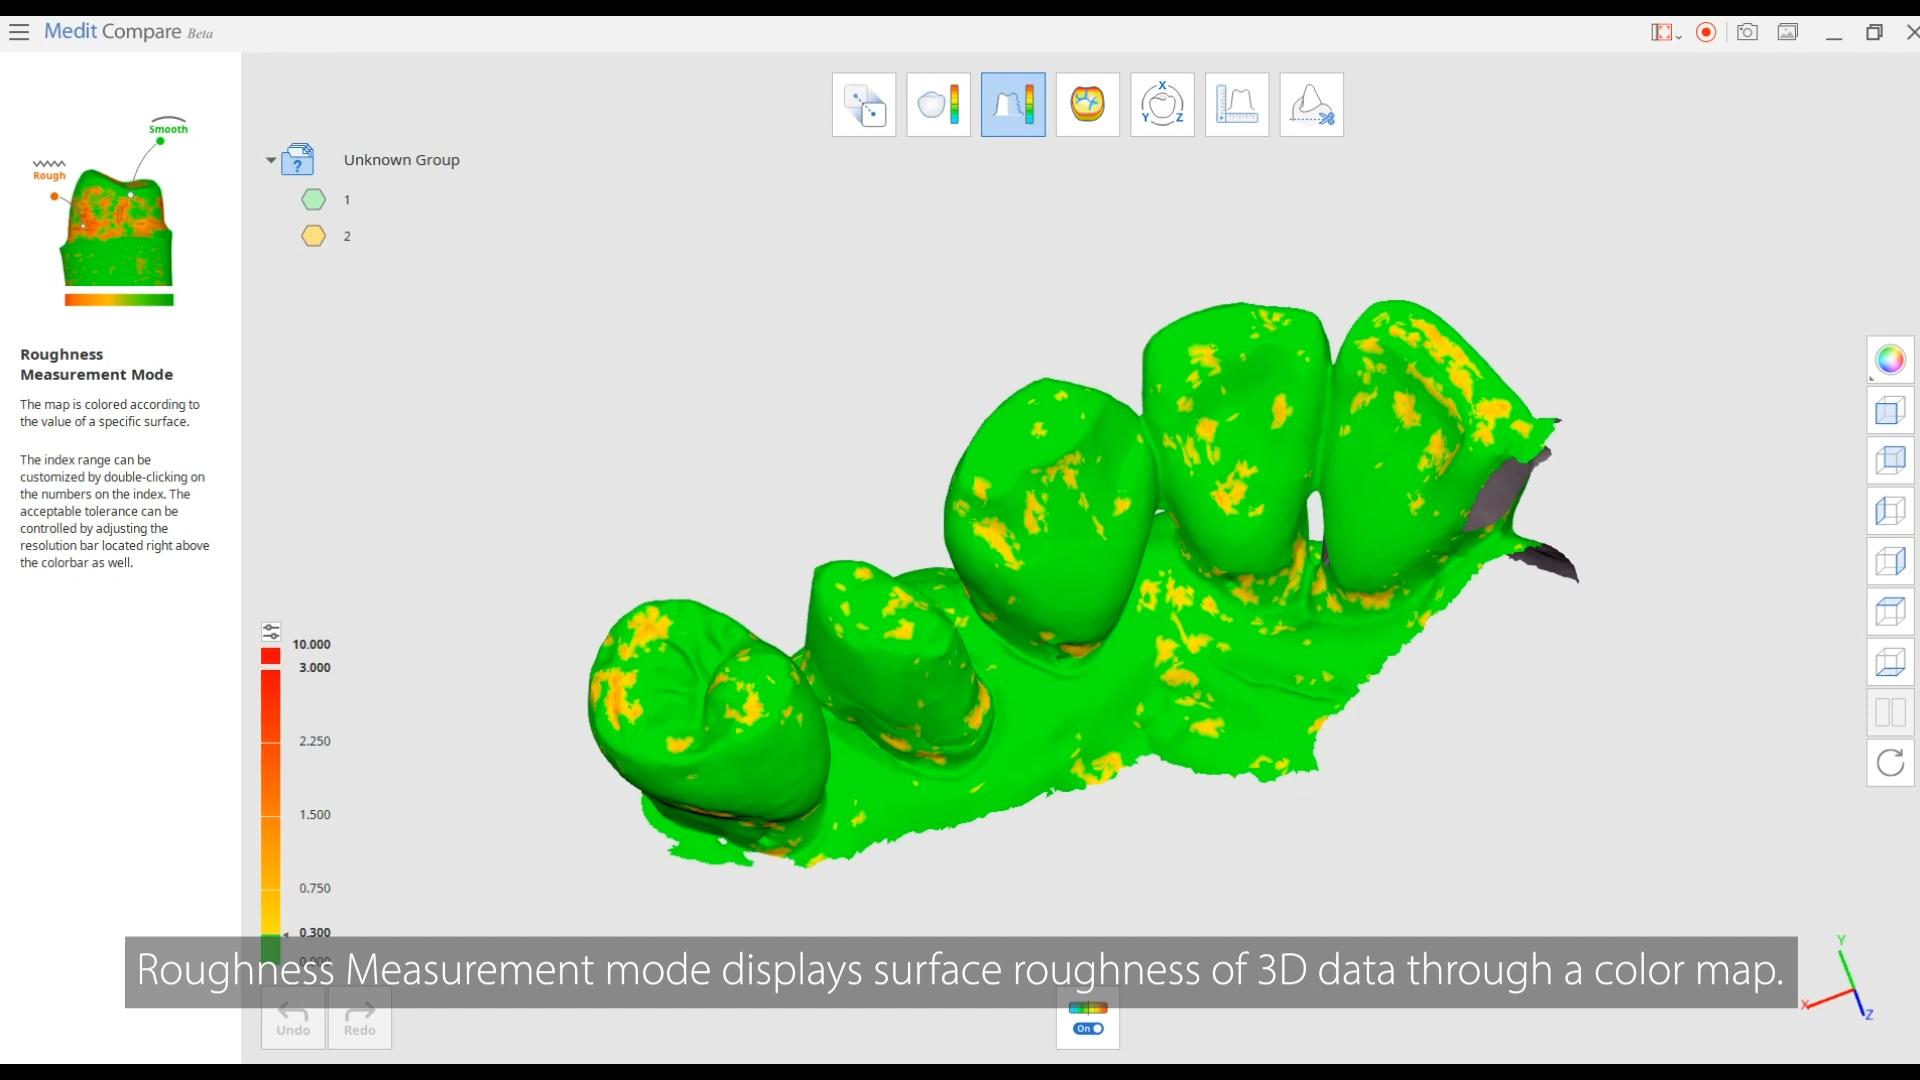 Medit Compare Beta
Smooth
Rough
Roughness
Measurement Mode
The map is colored according to
the value of a specific surface.
The index range can be
customized by double-clicking on
the numbers on the index. The
acceptable tolerance can be
controlled by adjusting the
resolution bar located right above
the colorbar as well.
X
Y Z
?
Unknown Group
1
2
10.000
3.000
2.250
1.500
0.750
0.300
0.000
Roughness Measurement mode displays surface roughness of 3D data through a color map.
Undo
Redo
On
Y
X
Z